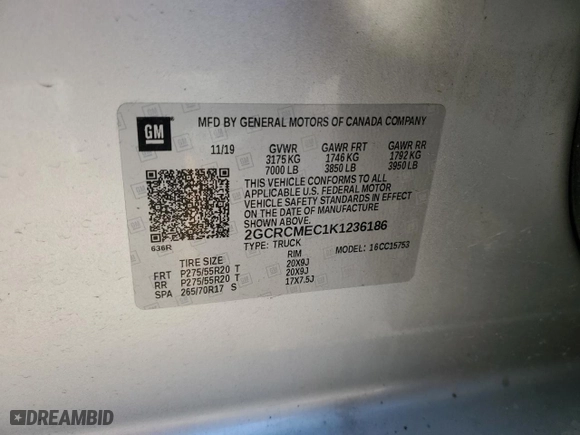 GM
MFD BY GENERAL MOTORS OF CANADA COMPANY
11/19 GVWR GAWR FRT GAWR RR
3175 KG 1746 KG 1792 KG
7000 LB 3850 LB 3950 LB
THIS VEHICLE CONFORMS TO ALL
APPLICABLE U.S. FEDERAL MOTOR
VEHICLE SAFETY STANDARDS IN EFFECT
ON THE DATE OF MANUFACTURE
SHOWN ABOVE.
2GCRCMEC1K1236186
636R TYPE: TRUCK MODEL: 16CC15753
TIRE SIZE RIM
FRT P275/55R20 T 20X9J
RR P275/55R20 T 20X9J
SPA 265/70R17 S 17X7.5J
DREAMBID